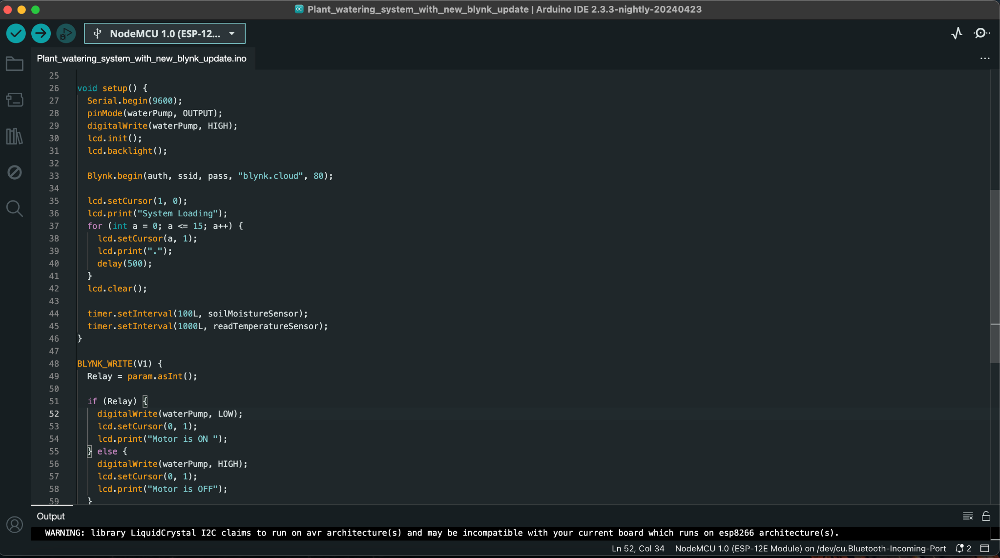 Plant_watering_system_with_new_blynk_update | Arduino IDE 2.3.3-nightly-20240423
NodeMCU 1.0 (ESP-12...
Plant_watering_system_with_new_blynk_update.ino
25
26 void setup() {
27 Serial.begin(9600);
28 pinMode(waterPump, OUTPUT);
29 digitalWrite(waterPump, HIGH);
30 lcd.init();
31 lcd.backlight();
32
33 Blynk.begin(auth, ssid, pass, "blynk.cloud", 80);
34
35 lcd.setCursor(1, 0);
36 lcd.print("System Loading");
37 for (int a = 0; a <= 15; a++) {
38 lcd.setCursor(a, 1);
39 lcd.print(".");
40 delay(500);
41 }
42 lcd.clear();
43
44 timer.setInterval(100L, soilMoistureSensor);
45 timer.setInterval(1000L, readTemperatureSensor);
46 }
47
48 BLYNK_WRITE(V1) {
49 Relay = param.asInt();
50
51 if (Relay) {
52 digitalWrite(waterPump, LOW);
53 lcd.setCursor(0, 1);
54 lcd.print("Motor is ON ");
55 } else {
56 digitalWrite(waterPump, HIGH);
57 lcd.setCursor(0, 1);
58 lcd.print("Motor is OFF");
59 }
Output
WARNING: library LiquidCrystal I2C claims to run on avr architecture(s) and may be incompatible with your current board which runs on esp8266 architecture(s).
Ln 52, Col 34 NodeMCU 1.0 (ESP-12E Module) on /dev/cu.Bluetooth-Incoming-Port 2